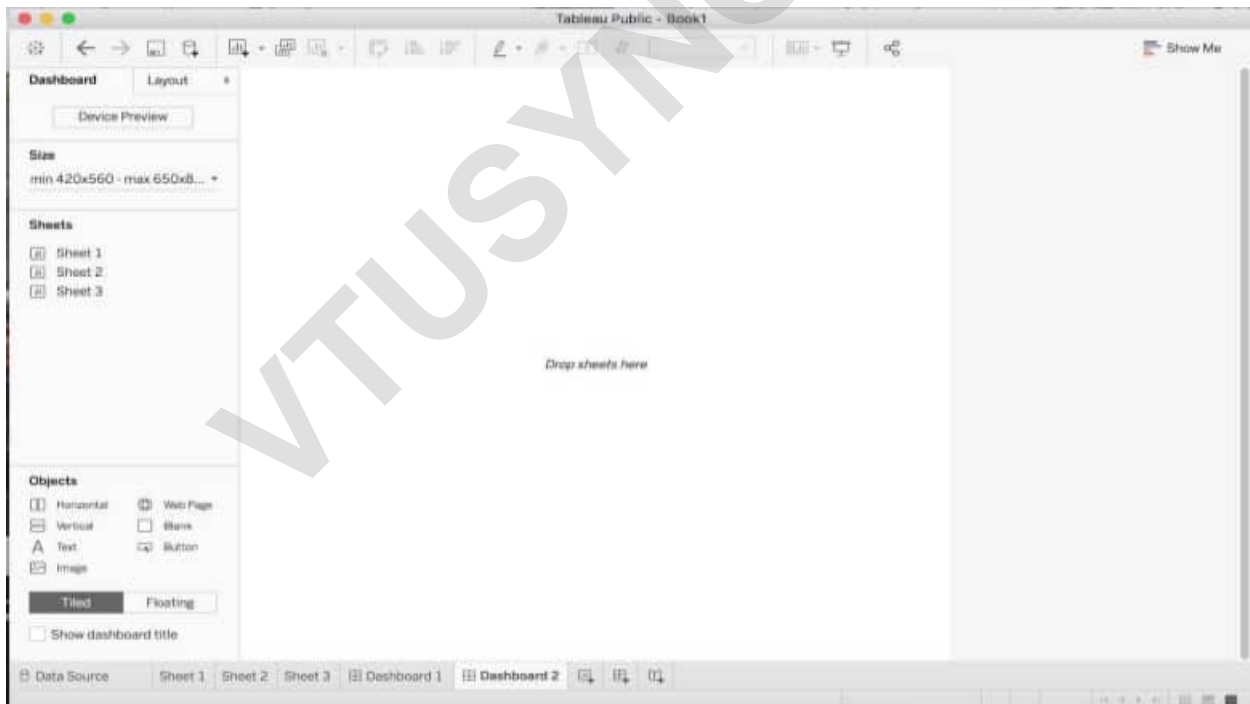 Tableau Public - Book1
Show Me
Dashboard Layout
Device Preview
Size
min 420x560 - max 650x8...
Sheets
Sheet 1
Sheet 2
Sheet 3
Drop sheets here
Objects
Horizontal Web Page
Vertical Blank
Text Button
Image
Tiled Floating
Show dashboard title
Data Source Sheet 1 Sheet 2 Sheet 3 Dashboard 1 Dashboard 2
VTUSYN